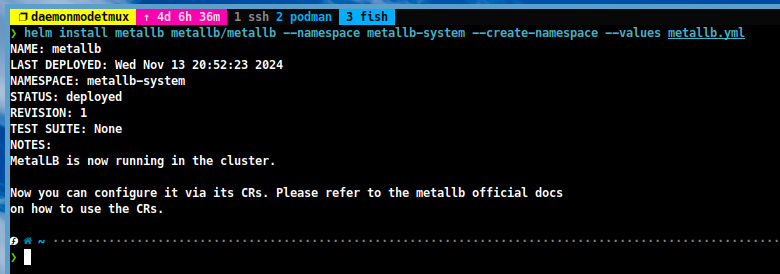 daemonmodetmux ↑ 4d 6h 36m 1 ssh 2 podman 3 fish
❯ helm install metallb metallb/metallb --namespace metallb-system --create-namespace --values metallb.yml
NAME: metallb
LAST DEPLOYED: Wed Nov 13 20:52:23 2024
NAMESPACE: metallb-system
STATUS: deployed
REVISION: 1
TEST SUITE: None
NOTES:
MetalLB is now running in the cluster.
Now you can configure it via its CRs. Please refer to the metallb official docs
on how to use the CRs.
~
❯